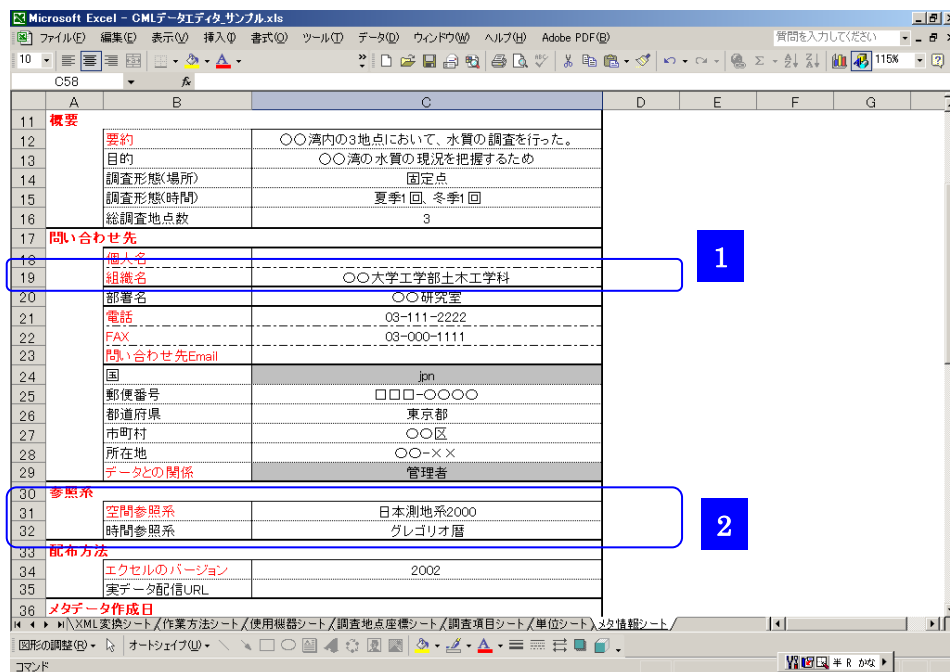 Microsoft Excel - CMLデータエディタ_サンプル.xls
ファイル(F) 編集(E) 表示(V) 挿入(I) 書式(O) ツール(T) データ(D) ウィンドウ(W) ヘルプ(H) Adobe PDF(B) 質問を入力してください
10 115%
C58 fx
A B C D E F G
11 概要
12 要約 〇〇湾内の3地点において、水質の調査を行った。
13 目的 〇〇湾の水質の現況を把握するため
14 調査形態(場所) 固定点
15 調査形態(時間) 夏季1回、冬季1回
16 総調査地点数 3
17 問い合わせ先
1
18 個人名
19 組織名 〇〇大学工学部土木工学科
20 部署名 〇〇研究室
21 電話 03-111-2222
22 FAX 03-000-1111
23 問い合わせ先Email
24 国 jpn
25 郵便番号 □□□-〇〇〇〇
26 都道府県 東京都
27 市町村 〇〇区
28 所在地 〇〇-××
29 データとの関係 管理者
30 参照系
31 空間参照系 日本測地系2000
2
32 時間参照系 グレゴリオ暦
33 配布方法
34 エクセルのバージョン 2002
35 実データ配信URL
36 メタデータ作成日
XML変換シート/作業方法シート/使用機器シート/調査地点座標シート/調査項目シート/単位シート/メタ情報シート/
図形の調整(R) オートシェイプ(U)
コマンド 半 R かな